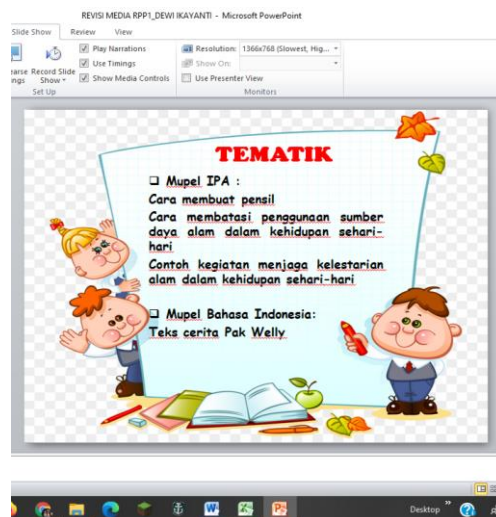 REVISI MEDIA RPP1_DEWI IKAYANTI - Microsoft PowerPoint
Slide Show Review View
Play Narrations
Resolution: 1366x768 (Slowest, Hig...
Use Timings
Show On:
Record Slide Show
Show Media Controls
Use Presenter View
Set Up
Monitors
TEMATIK
Mupel IPA :
Cara membuat pensil
Cara membatasi penggunaan sumber
daya alam dalam kehidupan sehari-
hari
Contoh kegiatan menjaga kelestarian
alam dalam kehidupan sehari-hari
Mupel Bahasa Indonesia:
Teks cerita Pak Welly
Desktop